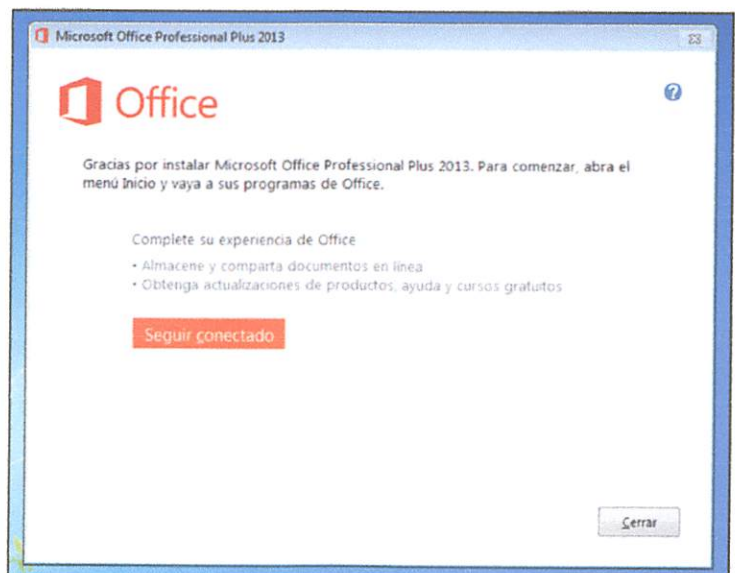 Microsoft Office Professional Plus 2013
Office
Gracias por instalar Microsoft Office Professional Plus 2013. Para comenzar, abra el
menú Inicio y vaya a sus programas de Office.
Complete su experiencia de Office
• Almacene y comparta documentos en línea
• Obtenga actualizaciones de productos, ayuda y cursos gratuitos
Seguir conectado
Cerrar